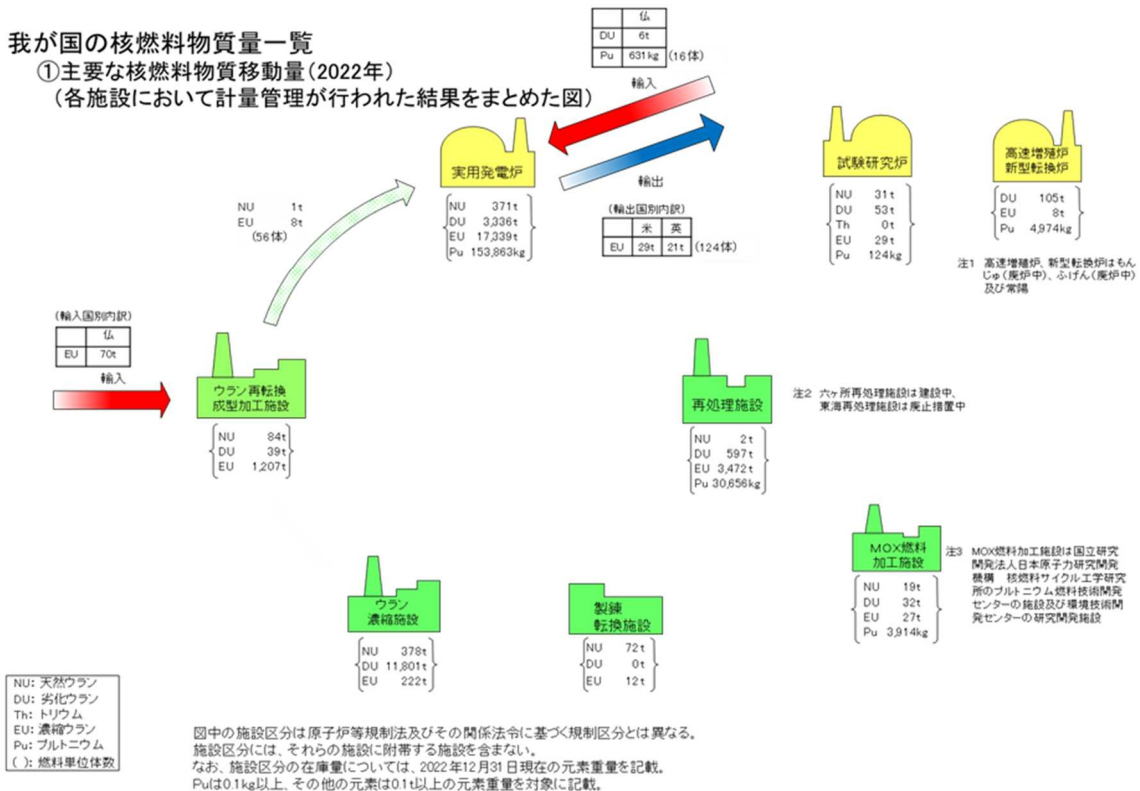 我が国の核燃料物質量一覧
①主要な核燃料物質移動量(2022年)
(各施設において計量管理が行われた結果をまとめた図)
仏
DU 6t
Pu 631kg (16体)
輸入
輸出
(輸出国別内訳)
米 英
EU 29t 21t (124体)
実用発電炉
NU 371t
DU 3,336t
EU 17,339t
Pu 153,863kg
試験研究炉
NU 31t
DU 53t
Th 0t
EU 29t
Pu 124kg
高速増殖炉
新型転換炉
DU 105t
EU 8t
Pu 4,974kg
注1 高速増殖炉、新型転換炉はもん
じゅ(廃炉中)、ふげん(廃炉中)
及び常陽
NU 1t
EU 8t
(56体)
(輸入国別内訳)
仏
EU 70t
輸入
ウラン再転換
成型加工施設
NU 84t
DU 39t
EU 1,207t
再処理施設
NU 2t
DU 597t
EU 3,472t
Pu 30,656kg
注2 六ヶ所再処理施設は建設中、
東海再処理施設は廃止措置中
MOX燃料
加工施設
NU 19t
DU 32t
EU 27t
Pu 3,914kg
注3 MOX燃料加工施設は国立研究
開発法人日本原子力研究開発
機構 核燃料サイクル工学研究
所のプルトニウム燃料技術開発
センターの施設及び環境技術開
発センターの研究開発施設
ウラン
濃縮施設
NU 378t
DU 11,801t
EU 222t
製錬
転換施設
NU 72t
DU 0t
EU 12t
NU: 天然ウラン
DU: 劣化ウラン
Th: トリウム
EU: 濃縮ウラン
Pu: プルトニウム
( ): 燃料単位体数
図中の施設区分は原子炉等規制法及びその関係法令に基づく規制区分とは異なる。
施設区分には、それらの施設に附帯する施設を含まない。
なお、施設区分の在庫量については、2022年12月31日現在の元素重量を記載。
Puは0.1kg以上、その他の元素は0.1t以上の元素重量を対象に記載。